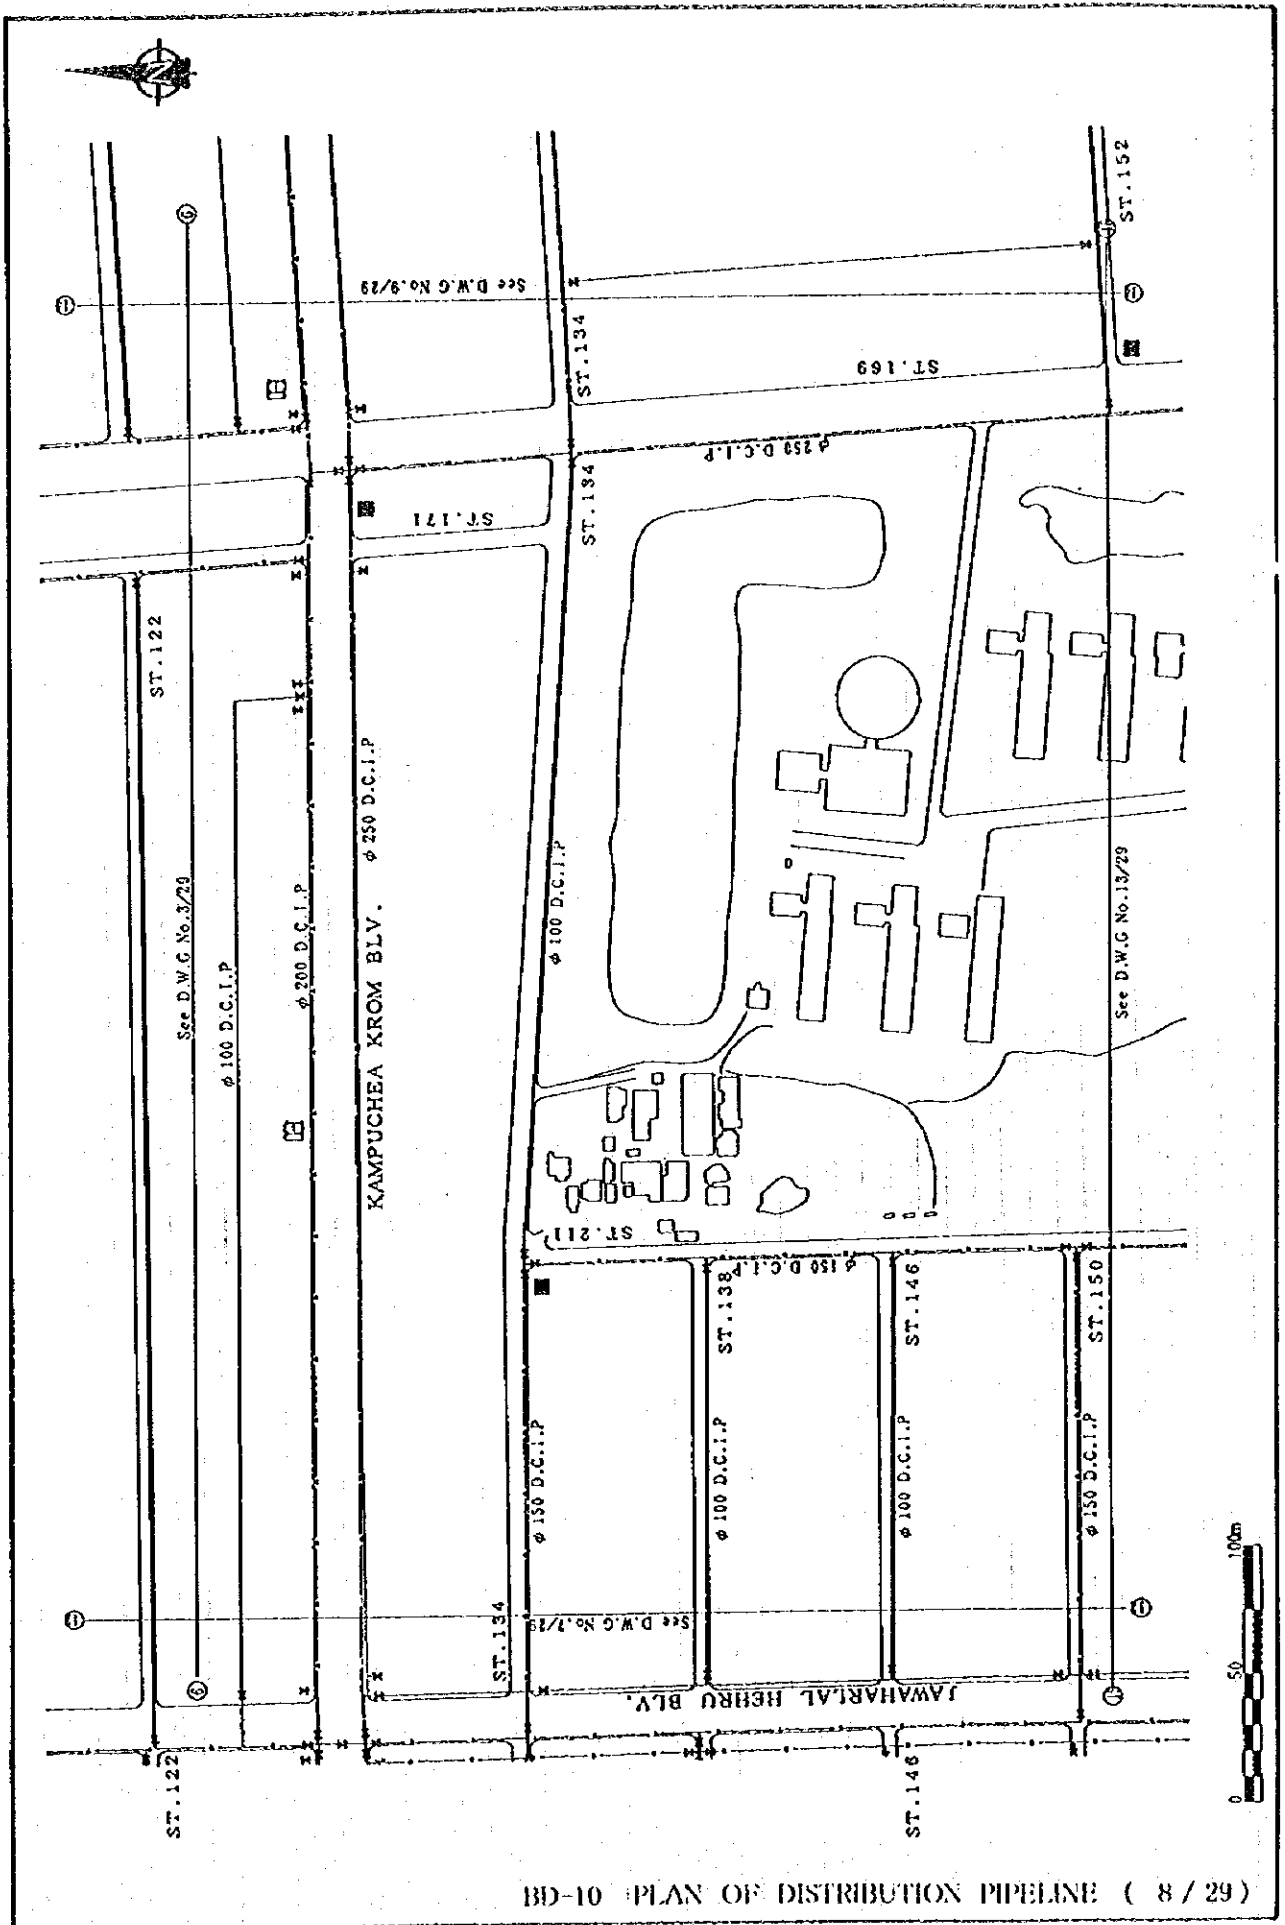 N
ST.152
See D.W.G No.9/29
ST.134
ST.169
φ 250 D.C.I.P
ST.134
ST.171
ST.122
φ 250 D.C.I.P
φ 200 D.C.I.P
See D.W.G No.3/29
φ 100 D.C.I.P
φ 100 D.C.I.P
KAMPUCHEA KROM BLV.
See D.W.G No.13/29
ST.211
φ 150 D.C.I.P
ST.138
ST.146
ST.150
φ 150 D.C.I.P
φ 100 D.C.I.P
φ 100 D.C.I.P
φ 150 D.C.I.P
ST.134
See D.W.G No.7/29
JAWAHARLAL HEHRU BLV.
ST.122
ST.146
0 50 100m
BD-10 PLAN OF DISTRIBUTION PIPELINE ( 8 / 29 )